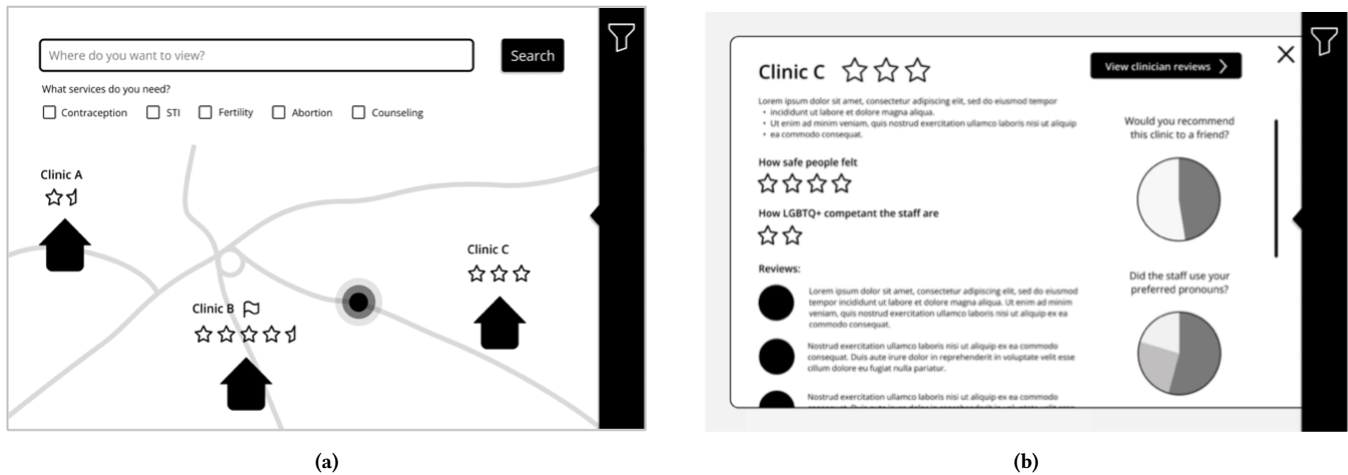 Where do you want to view?
Search
What services do you need?
Contraception
STI
Fertility
Abortion
Counseling
Clinic A
Clinic B
Clinic C
(a)
Clinic C
View clinician reviews
Lorem ipsum dolor sit amet, consectetur adipiscing elit, sed do eiusmod tempor
• incididunt ut labore et dolore magna aliqua.
• Ut enim ad minim veniam, quis nostrud exercitation ullamco laboris nisi ut aliquip
• ea commodo consequat.
How safe people felt
How LGBTQ+ competant the staff are
Reviews:
Lorem ipsum dolor sit amet, consectetur adipiscing elit, sed do eiusmod
tempor incididunt ut labore et dolore magna aliqua. Ut enim ad minim
veniam, quis nostrud exercitation ullamco laboris nisi ut aliquip ex ea
commodo consequat.
Nostrud exercitation ullamco laboris nisi ut aliquip ex ea commodo
consequat. Duis aute irure dolor in reprehenderit in voluptate velit esse
cillum dolore eu fugiat nulla pariatur.
Nostrud exercitation ullamco laboris nisi ut aliquip ex ea commodo
Would you recommend
this clinic to a friend?
Did the staff use your
preferred pronouns?
(b)